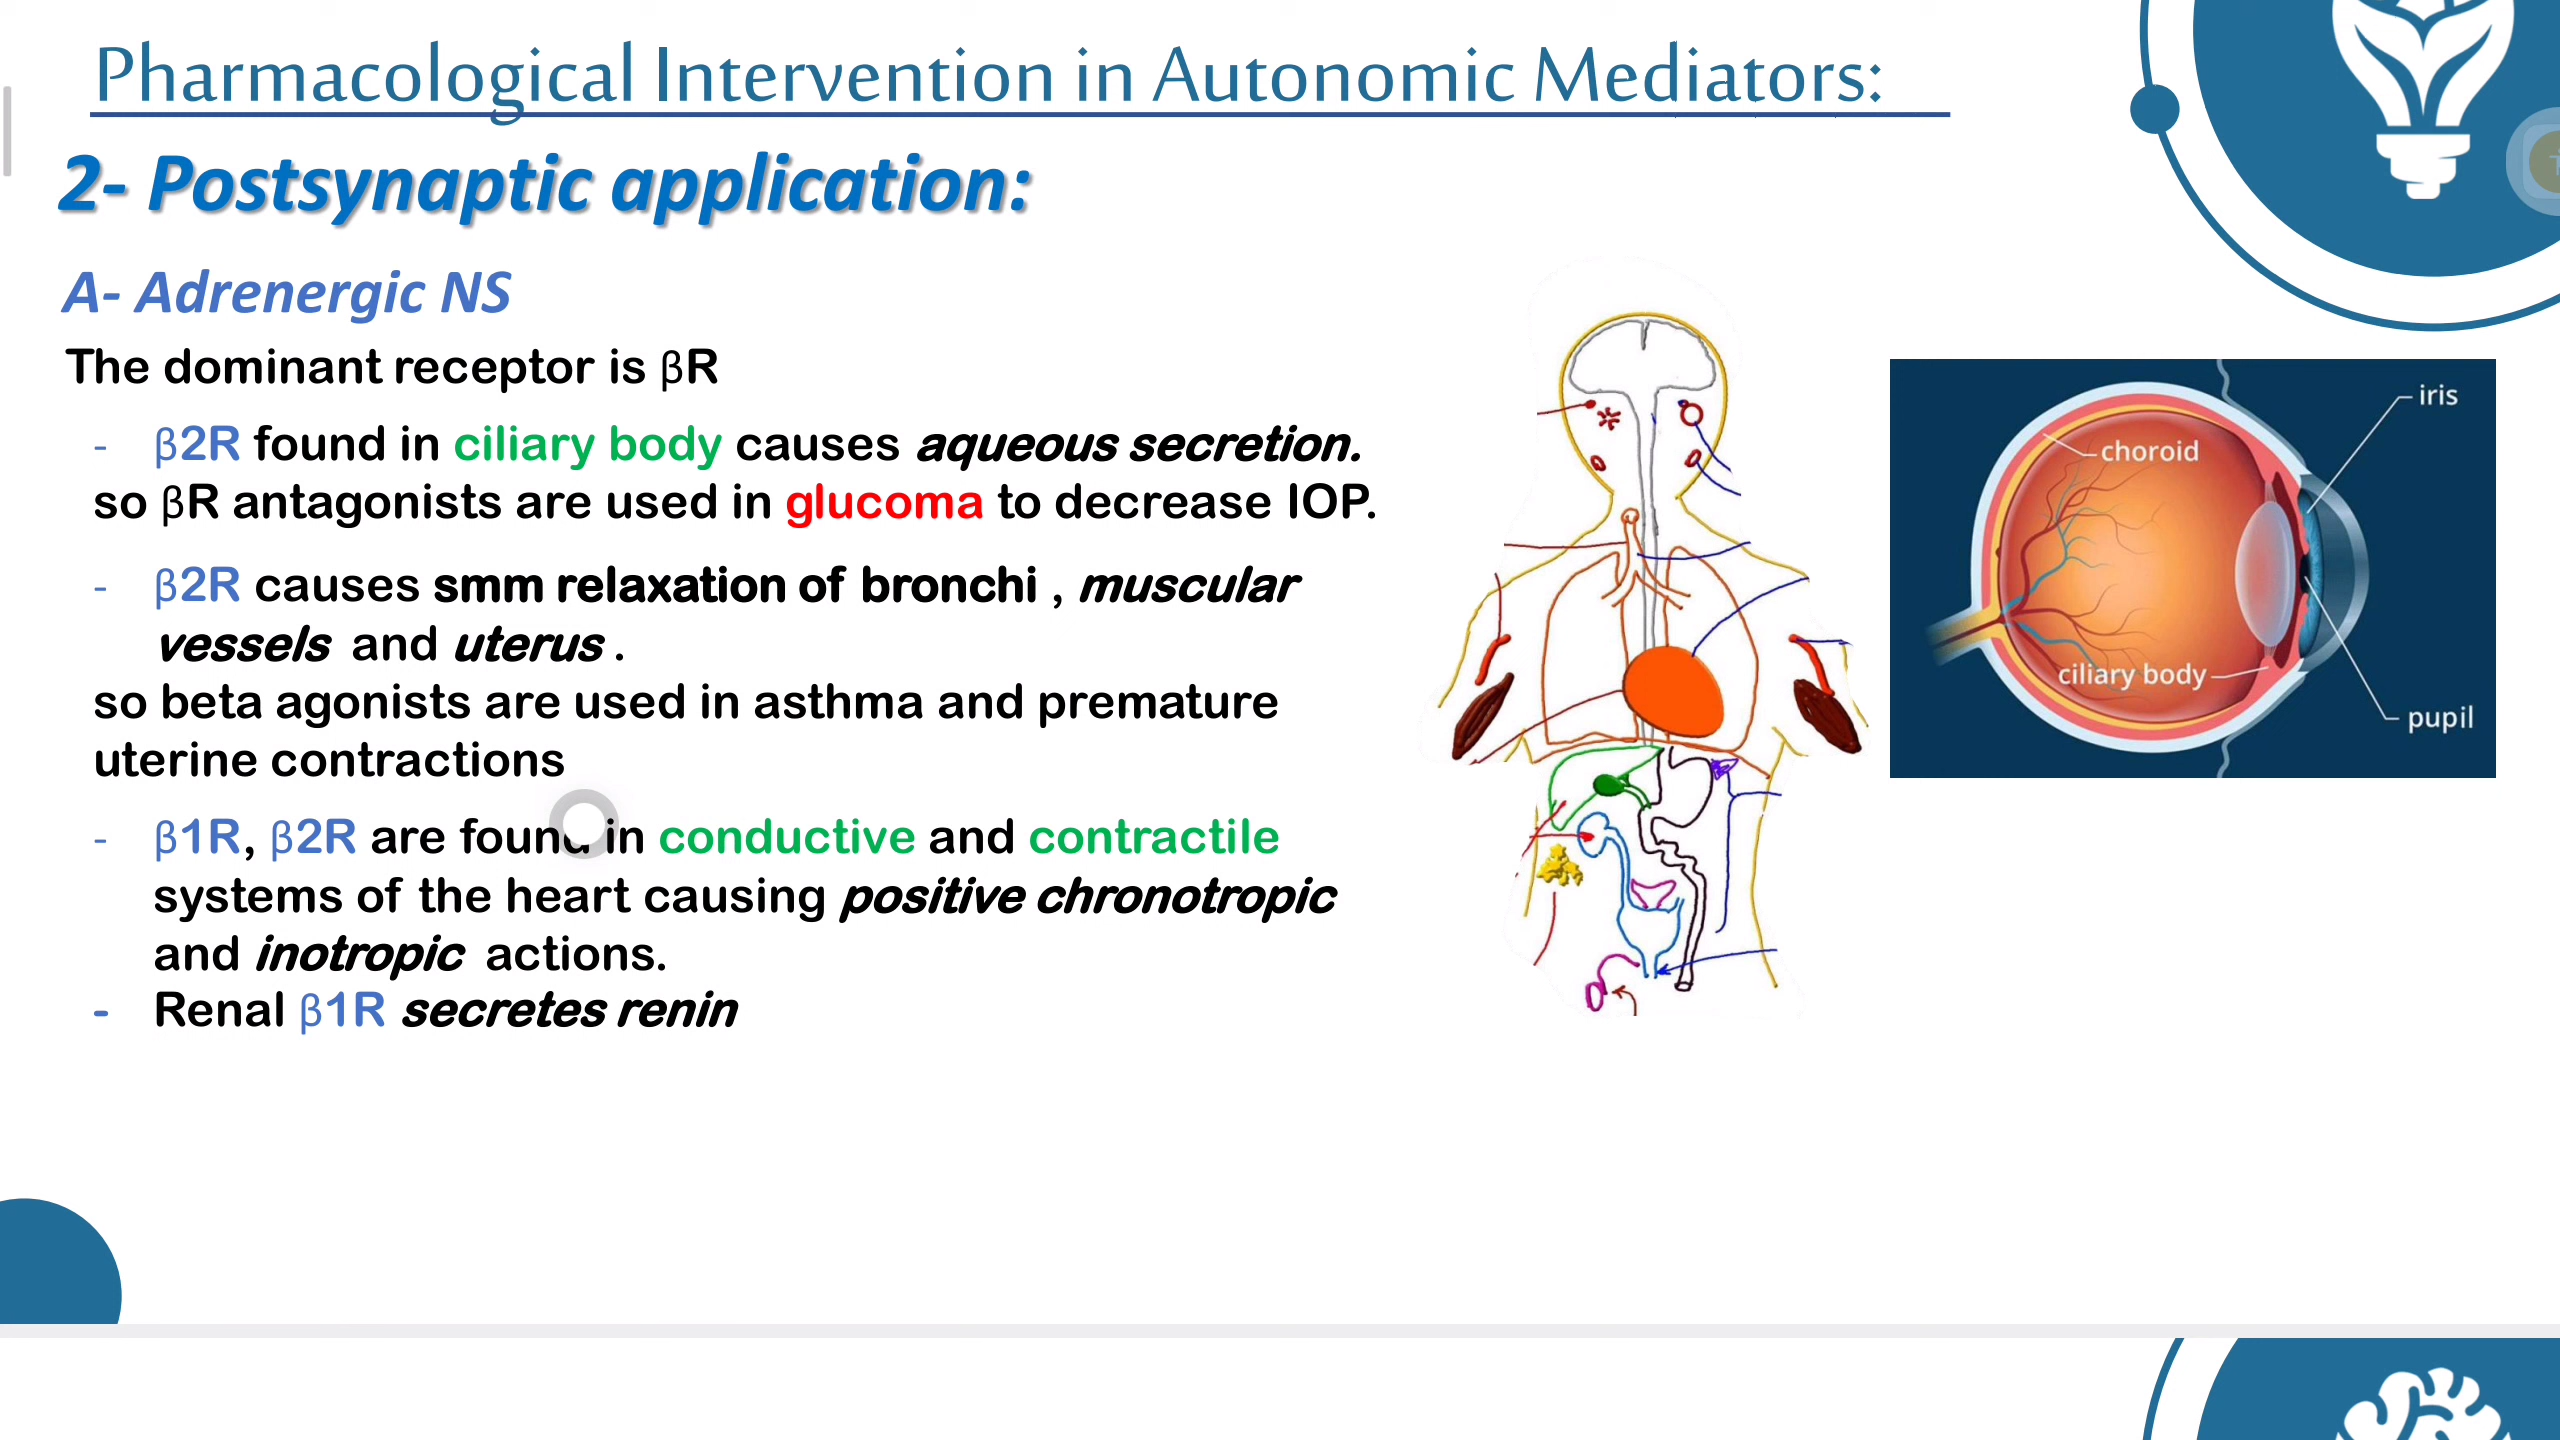 Pharmacological Intervention in Autonomic Mediators:
2- Postsynaptic application:
A- Adrenergic NS
The dominant receptor is βR
- β2R found in ciliary body causes aqueous secretion.
so βR antagonists are used in glucoma to decrease IOP.
- β2R causes smm relaxation of bronchi , muscular
vessels and uterus .
so beta agonists are used in asthma and premature
uterine contractions
- β1R, β2R are found in conductive and contractile
systems of the heart causing positive chronotropic
and inotropic actions.
- Renal β1R secretes renin
iris
choroid
ciliary body
pupil